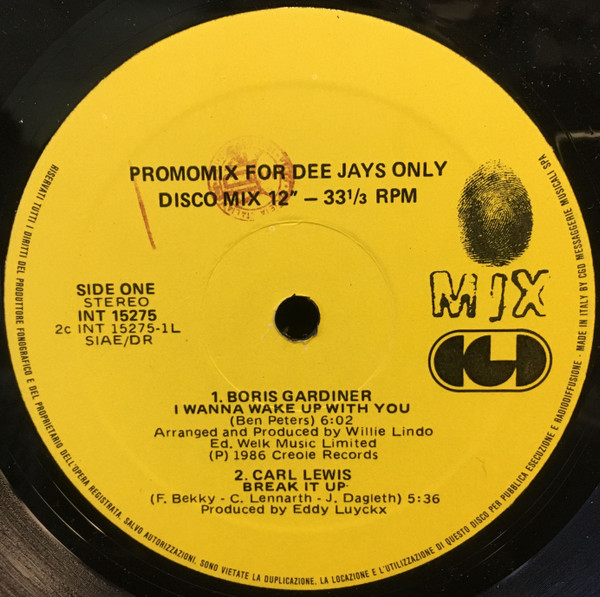 PROMOMIX FOR DEE JAYS ONLY
DISCO MIX 12" – 33 1/3 RPM
MIX
CGD
SIDE ONE
STEREO
INT 15275
2c INT 15275-1L
SIAE/DR
1. BORIS GARDINER
I WANNA WAKE UP WITH YOU
(Ben Peters) 6:02
Arranged and Produced by Willie Lindo
Ed. Welk Music Limited
(P) 1986 Creole Records
2. CARL LEWIS
BREAK IT UP
(F. Bekky - C. Lennarth - J. Dagleth) 5:36
Produced by Eddy Luyckx
RISERVATI TUTTI I DIRITTI DEL PRODUTTORE FONOGRAFICO E DEL PROPRIETARIO DELL'OPERA REGISTRATA. SALVO AUTORIZZAZIONI, SONO VIETATE LA DUPLICAZIONE, LA LOCAZIONE E L'UTILIZZAZIONE DI QUESTO DISCO PER PUBBLICA ESECUZIONE E RADIODIFFUSIONE - MADE IN ITALY BY CGD MESSAGGERIE MUSICALI SPA